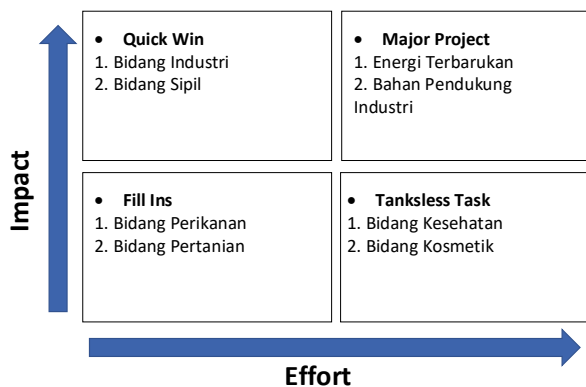 Impact
• Quick Win
1. Bidang Industri
2. Bidang Sipil
• Major Project
1. Energi Terbarukan
2. Bahan Pendukung
Industri
• Fill Ins
1. Bidang Perikanan
2. Bidang Pertanian
• Tanksless Task
1. Bidang Kesehatan
2. Bidang Kosmetik
Effort